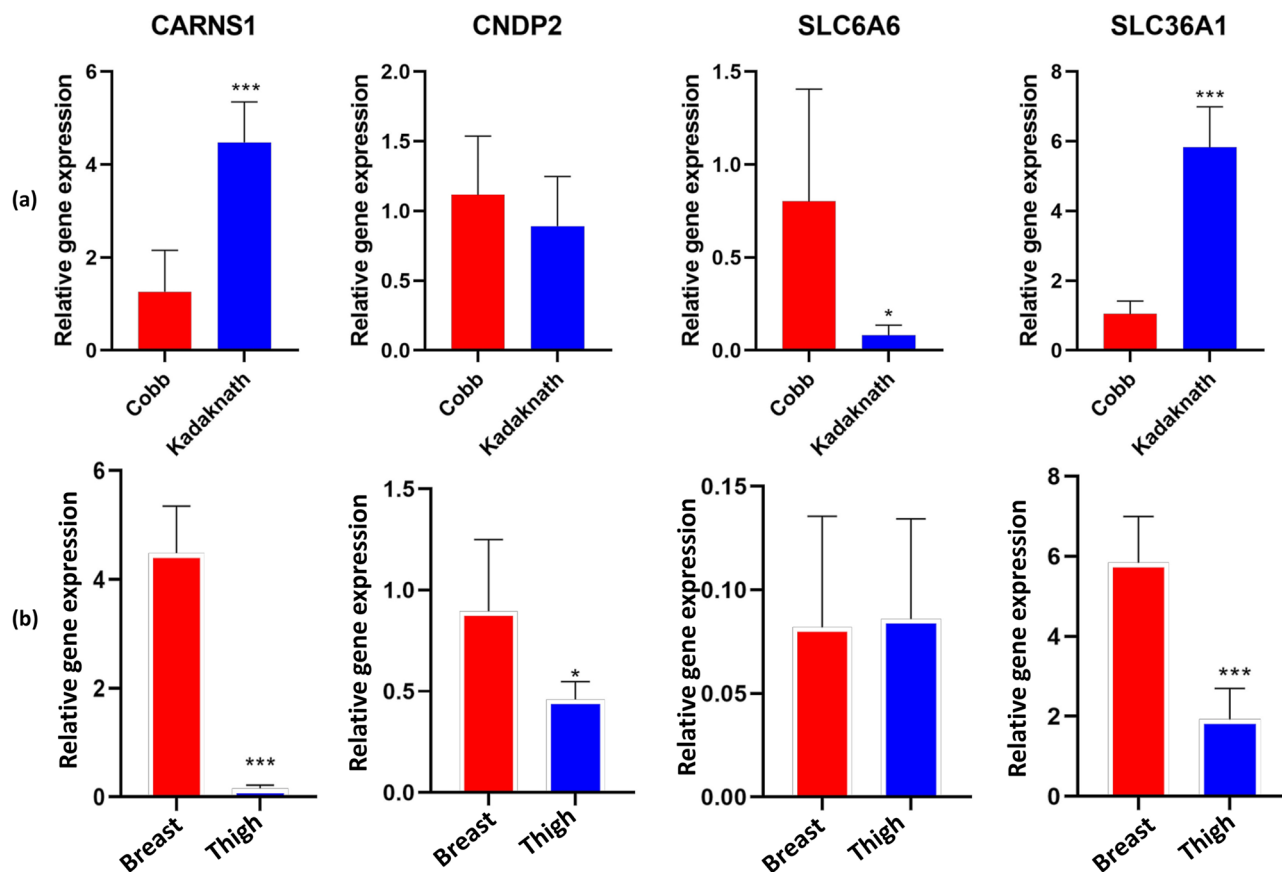 CARNS1
CNDP2
SLC6A6
SLC36A1
(a)
Relative gene expression
6
4
2
0
***
Cobb
Kadaknath
Relative gene expression
2.0
1.5
1.0
0.5
0.0
Cobb
Kadaknath
Relative gene expression
1.5
1.0
0.5
0.0
*
Cobb
Kadaknath
Relative gene expression
8
6
4
2
0
***
Cobb
Kadaknath
(b)
Relative gene expression
6
4
2
0
***
Breast
Thigh
Relative gene expression
1.5
1.0
0.5
0.0
*
Breast
Thigh
Relative gene expression
0.15
0.10
0.05
0.00
Breast
Thigh
Relative gene expression
8
6
4
2
0
***
Breast
Thigh